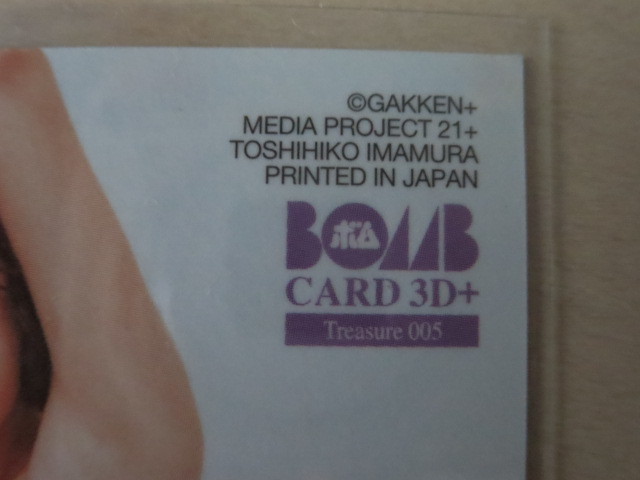 ©GAKKEN+
MEDIA PROJECT 21+
TOSHIHIKO IMAMURA
PRINTED IN JAPAN
BOMB
ボム
CARD 3D+
Treasure 005